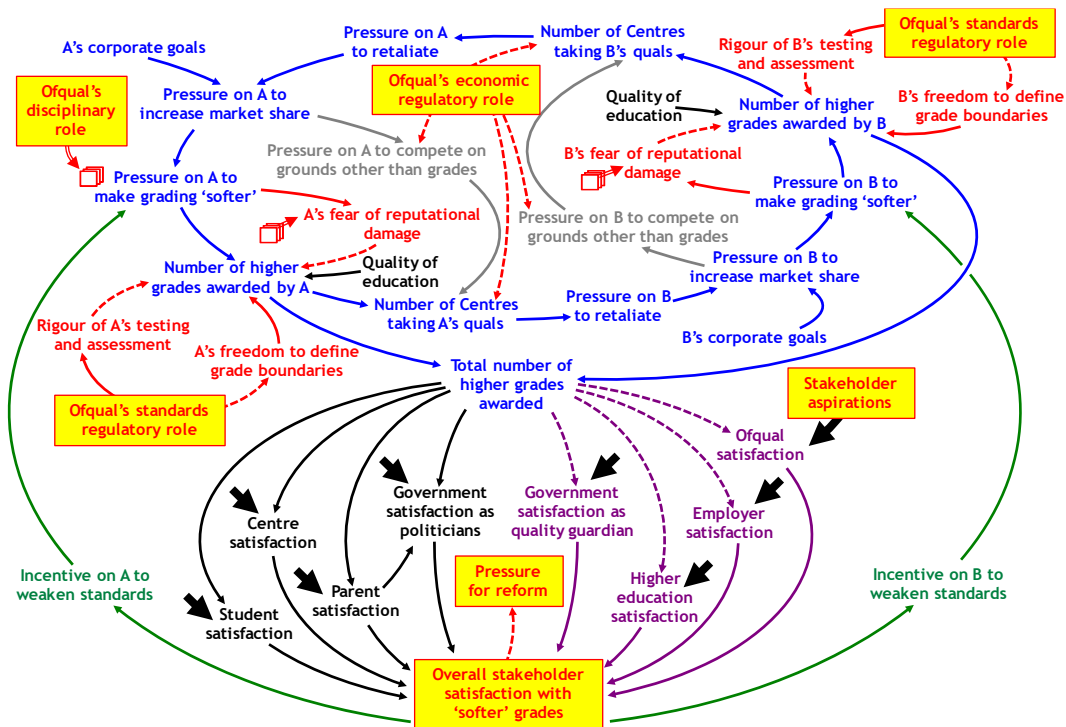 A's corporate goals
Pressure on A
to retaliate
Number of Centres
taking B's quals
Rigour of B's testing
and assessment
Ofqual's standards
regulatory role
Ofqual's
disciplinary
role
Pressure on A to
increase market share
Ofqual's economic
regulatory role
Quality of
education
Number of higher
grades awarded by B
B's freedom to define
grade boundaries
Pressure on A to compete on
grounds other than grades
B's fear of reputational
damage
Pressure on A to
make grading ‘softer’
Pressure on B to
make grading ‘softer’
A's fear of reputational
damage
Pressure on B to compete on
grounds other than grades
Number of higher
grades awarded by A
Quality of
education
Pressure on B to
increase market share
Number of Centres
taking A's quals
Pressure on B
to retaliate
Rigour of A's testing
and assessment
B's corporate goals
A's freedom to define
grade boundaries
Total number of
higher grades
awarded
Stakeholder
aspirations
Ofqual's standards
regulatory role
Ofqual
satisfaction
Government
satisfaction as
politicians
Government
satisfaction as
quality guardian
Employer
satisfaction
Centre
satisfaction
Incentive on A to
weaken standards
Pressure
for reform
Higher
education
satisfaction
Incentive on B to
weaken standards
Parent
satisfaction
Student
satisfaction
Overall stakeholder
satisfaction with
‘softer’ grades